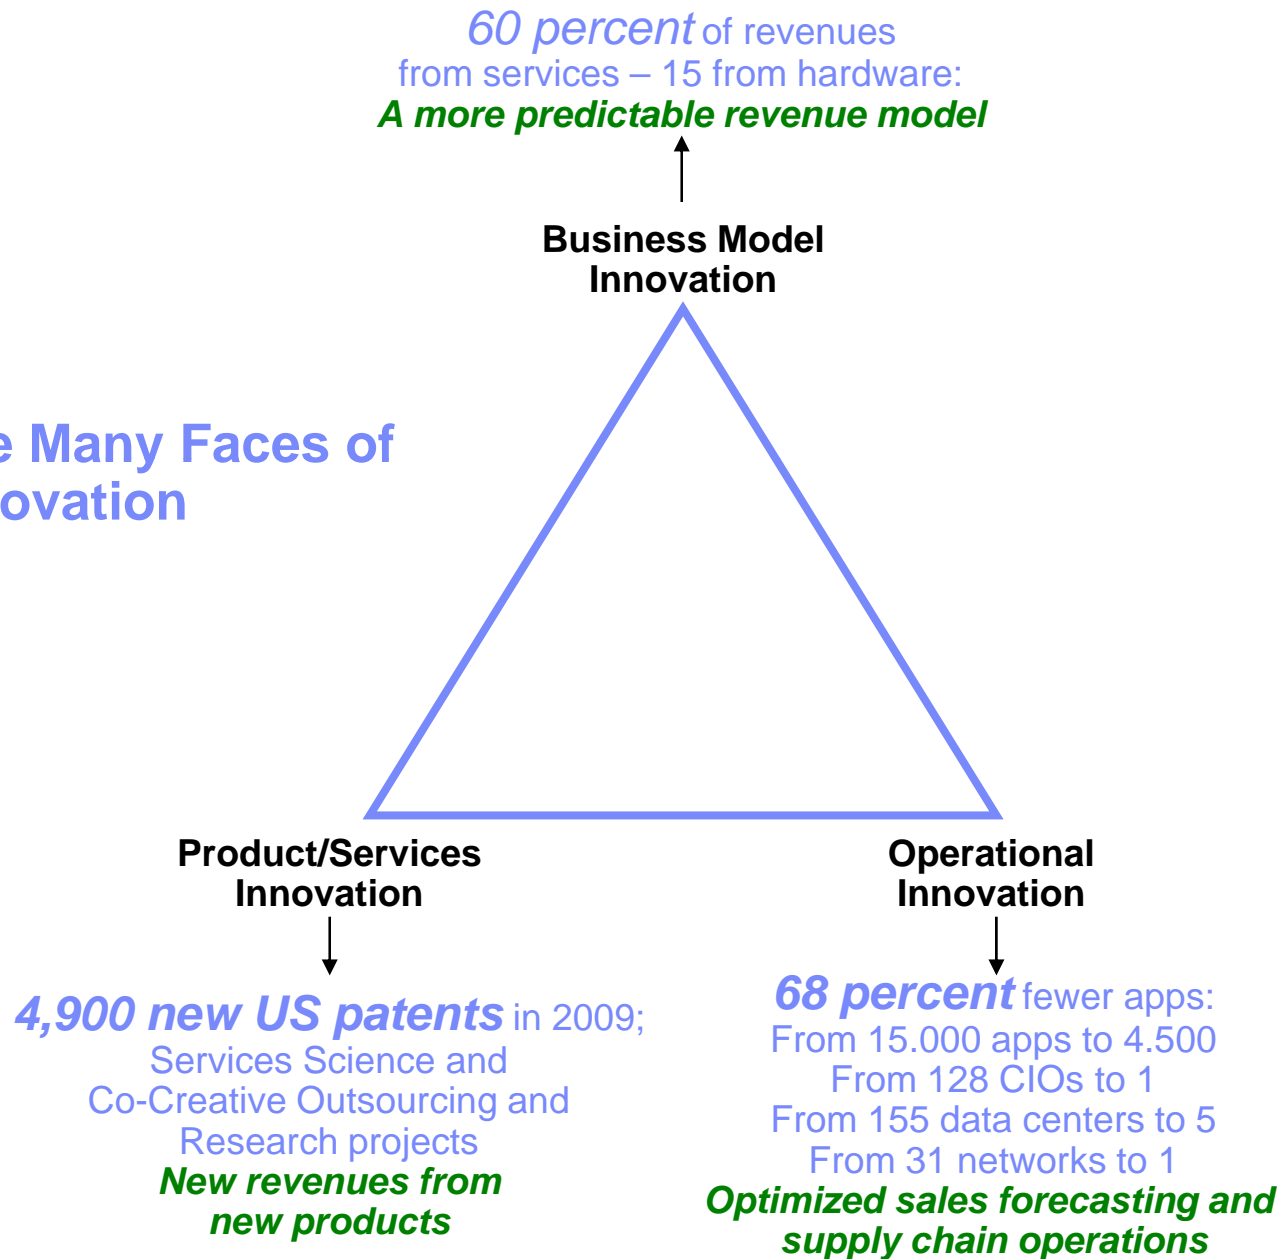 60 percent of revenues
from services – 15 from hardware:
A more predictable revenue model
Business Model
Innovation
e Many Faces of
ovation
Product/Services
Innovation
4,900 new US patents in 2009;
Services Science and
Co-Creative Outsourcing and
Research projects
New revenues from
new products
Operational
Innovation
68 percent fewer apps:
From 15.000 apps to 4.500
From 128 CIOs to 1
From 155 data centers to 5
From 31 networks to 1
Optimized sales forecasting and
supply chain operations